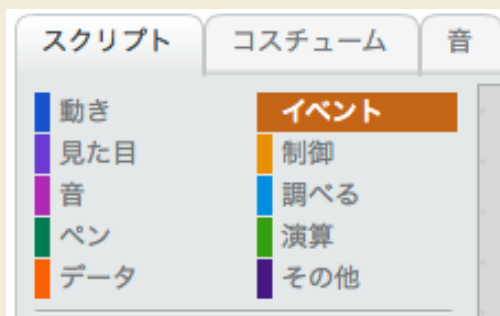 スクリプト コスチューム 音
動き イベント
見た目 制御
音 調べる
ペン 演算
データ その他